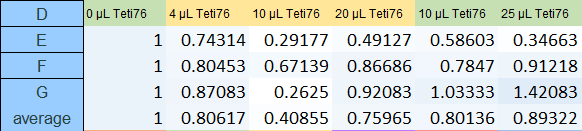 D 0 µL Teti76 4 µL Teti76 10 µL Teti76 20 µL Teti76 10 µL Teti76 25 µL Teti76
E 1 0.74314 0.29177 0.49127 0.58603 0.34663
F 1 0.80453 0.67139 0.86686 0.7847 0.91218
G 1 0.87083 0.2625 0.92083 1.03333 1.42083
average 1 0.80617 0.40855 0.75965 0.80136 0.89322